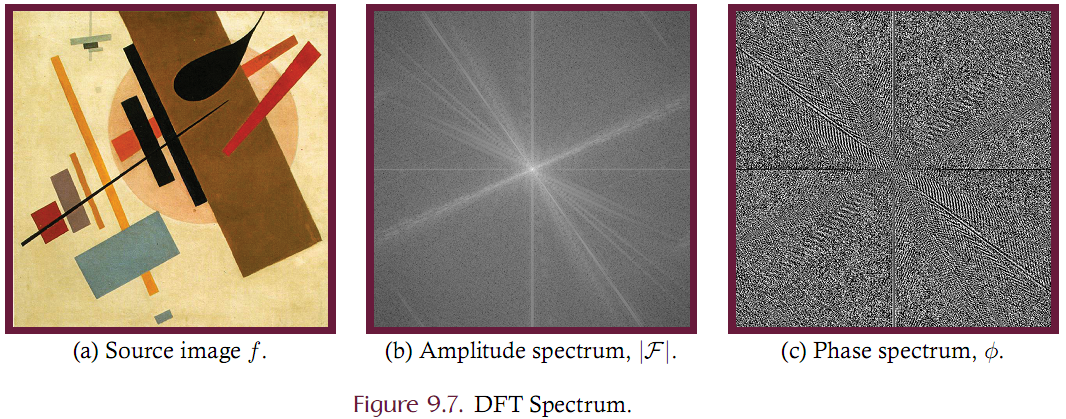 (a) Source image f.
(b) Amplitude spectrum, |ℱ|.
(c) Phase spectrum, ϕ.
Figure 9.7. DFT Spectrum.